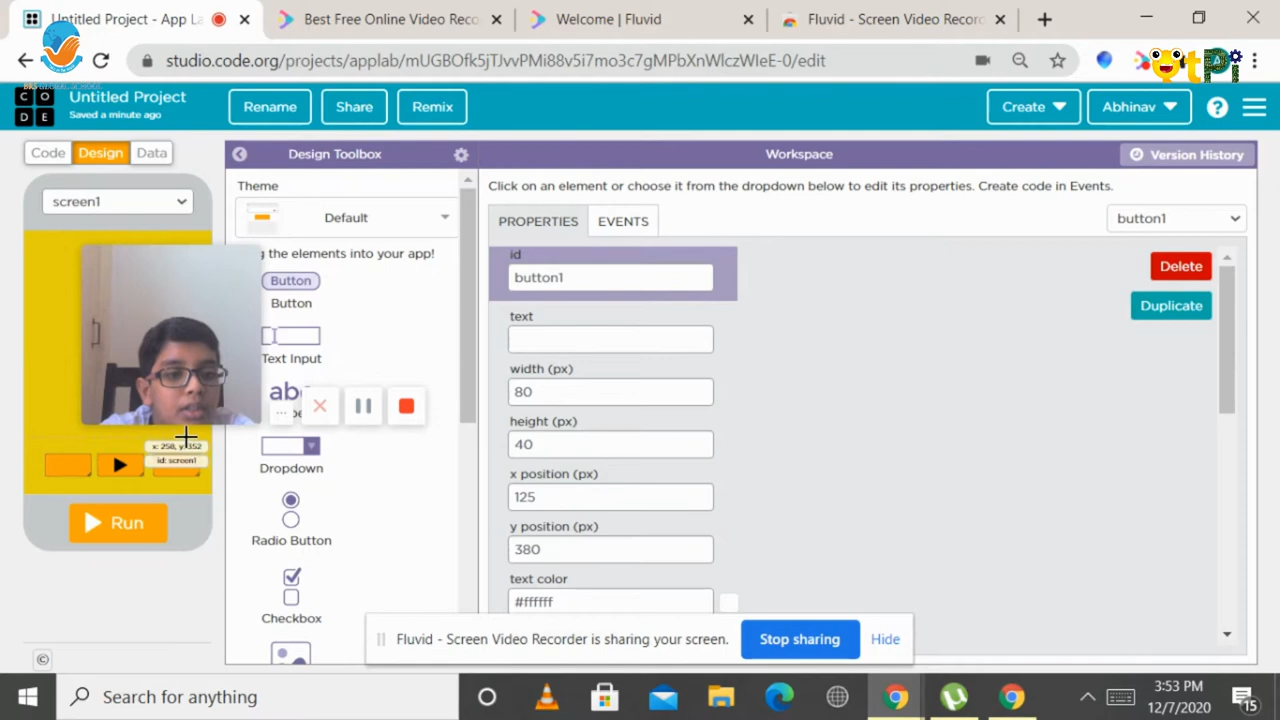 Untitled Project - App La
Best Free Online Video Reco
Welcome | Fluvid
Fluvid - Screen Video Recorc
studio.code.org/projects/applab/
/edit
C O
D E
Untitled Project
Saved a minute ago
Rename
Share
Remix
Create
Abhinav
?
Code
Design
Data
Design Toolbox
Workspace
Version History
screen1
Theme
Default
g the elements into your app!
Button
Button
Text Input
Dropdown
Radio Button
Checkbox
Click on an element or choose it from the dropdown below to edit its properties. Create code in Events.
PROPERTIES
EVENTS
button1
id
button1
Delete
Duplicate
text
width (px)
80
height (px)
40
x position (px)
125
y position (px)
380
text color
#ffffff
x: 258, y: 352
id: screen1
Run
Fluvid - Screen Video Recorder is sharing your screen.
Stop sharing
Hide
Search for anything
3:53 PM
12/7/2020
15